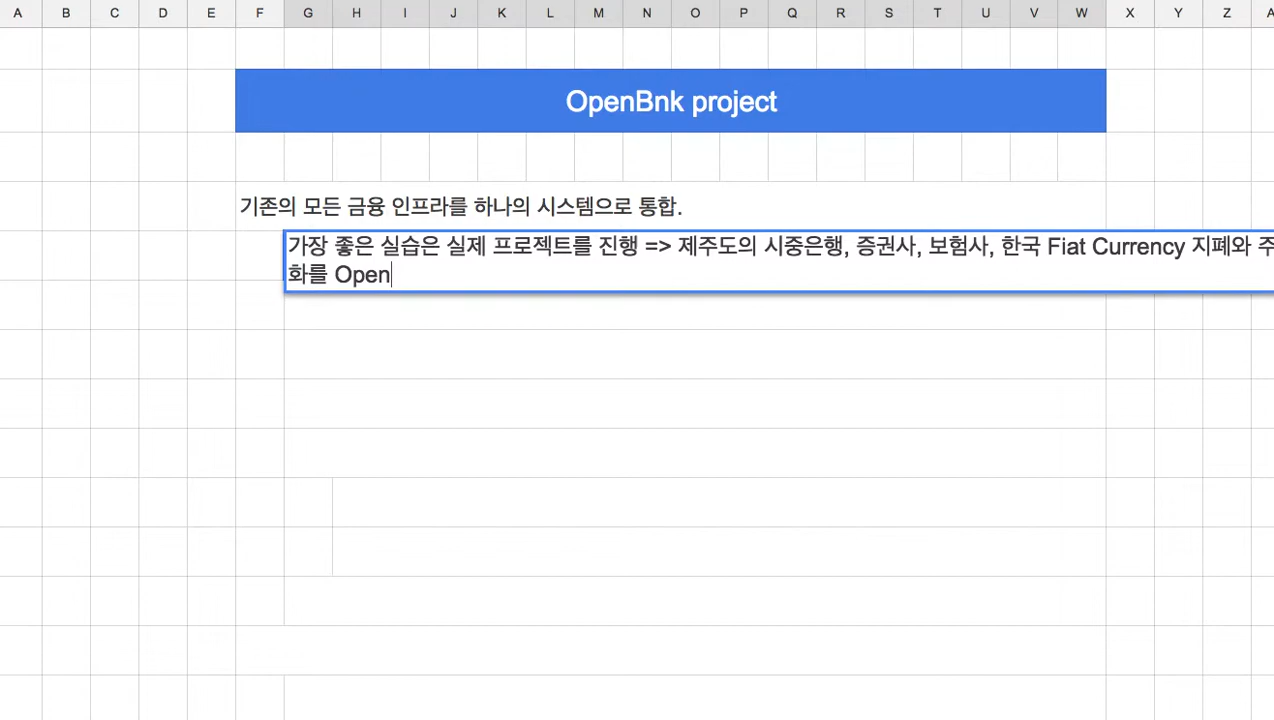 A B C D E F G H I J K L M N O P Q R S T U V W X Y Z
OpenBnk project
기존의 모든 금융 인프라를 하나의 시스템으로 통합.
가장 좋은 실습은 실제 프로젝트를 진행 => 제주도의 시중은행, 증권사, 보험사, 한국 Fiat Currency 지폐와 주
화를 Open